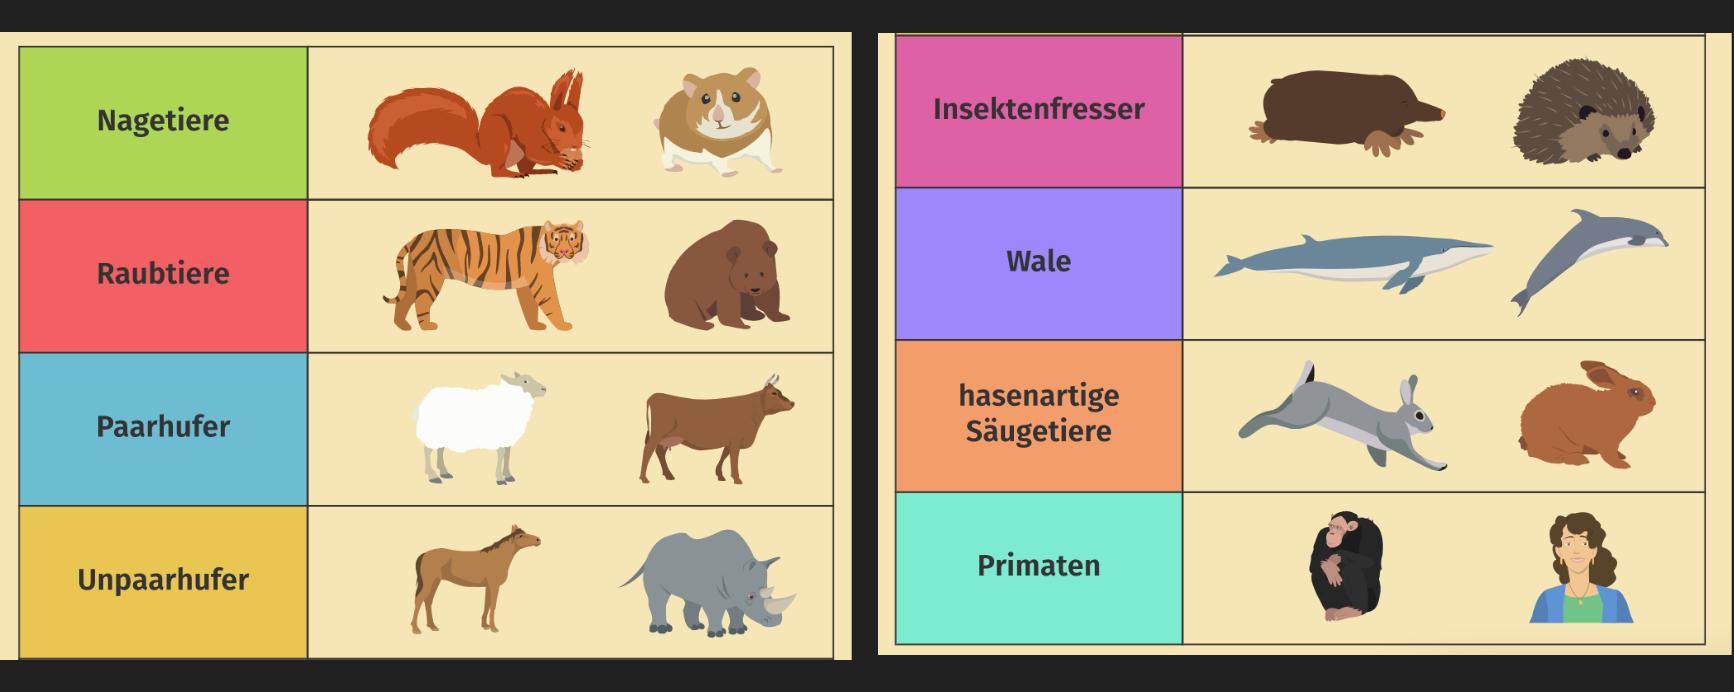 Nagetiere
Raubtiere
Paarhufer
Unpaarhufer
Insektenfresser
Wale
hasenartige
Säugetiere
Primaten